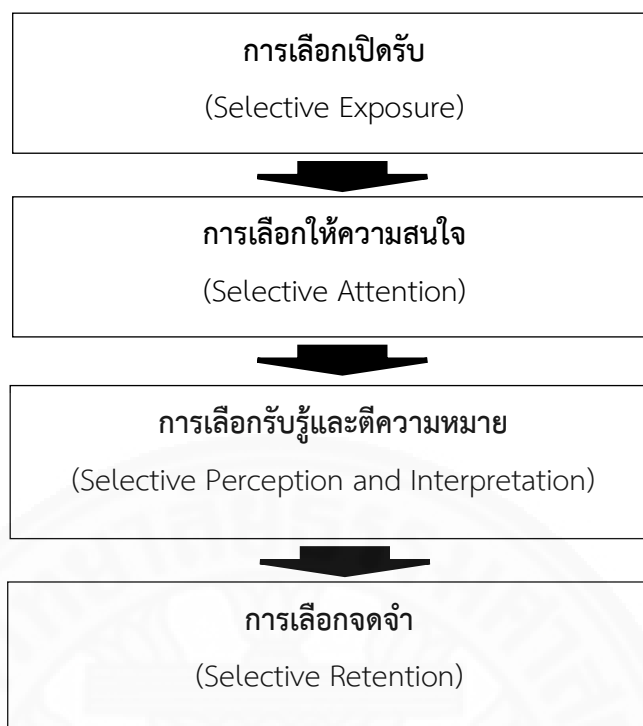 การเลือกเปิดรับ
(Selective Exposure)
การเลือกให้ความสนใจ
(Selective Attention)
การเลือกรับรู้และตีความหมาย
(Selective Perception and Interpretation)
การเลือกจดจำ
(Selective Retention)